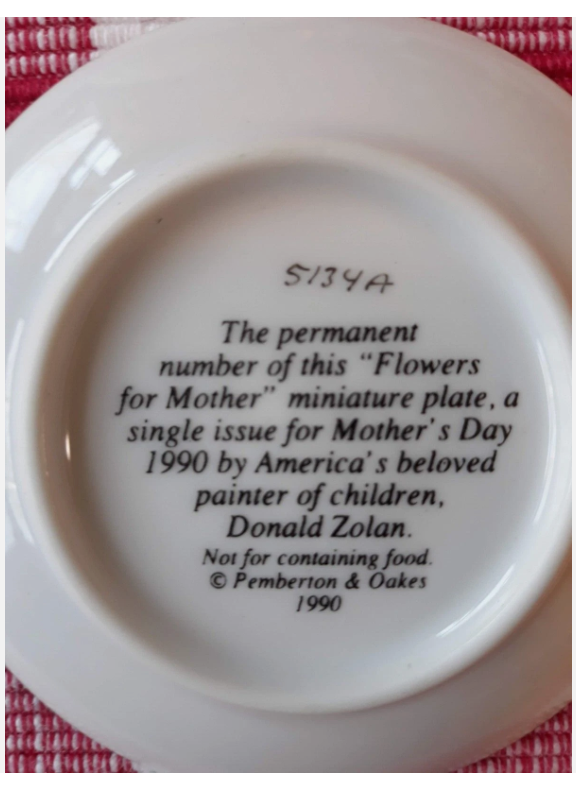 5134A
The permanent
number of this "Flowers
for Mother" miniature plate, a
single issue for Mother's Day
1990 by America's beloved
painter of children,
Donald Zolan.
Not for containing food.
© Pemberton & Oakes
1990